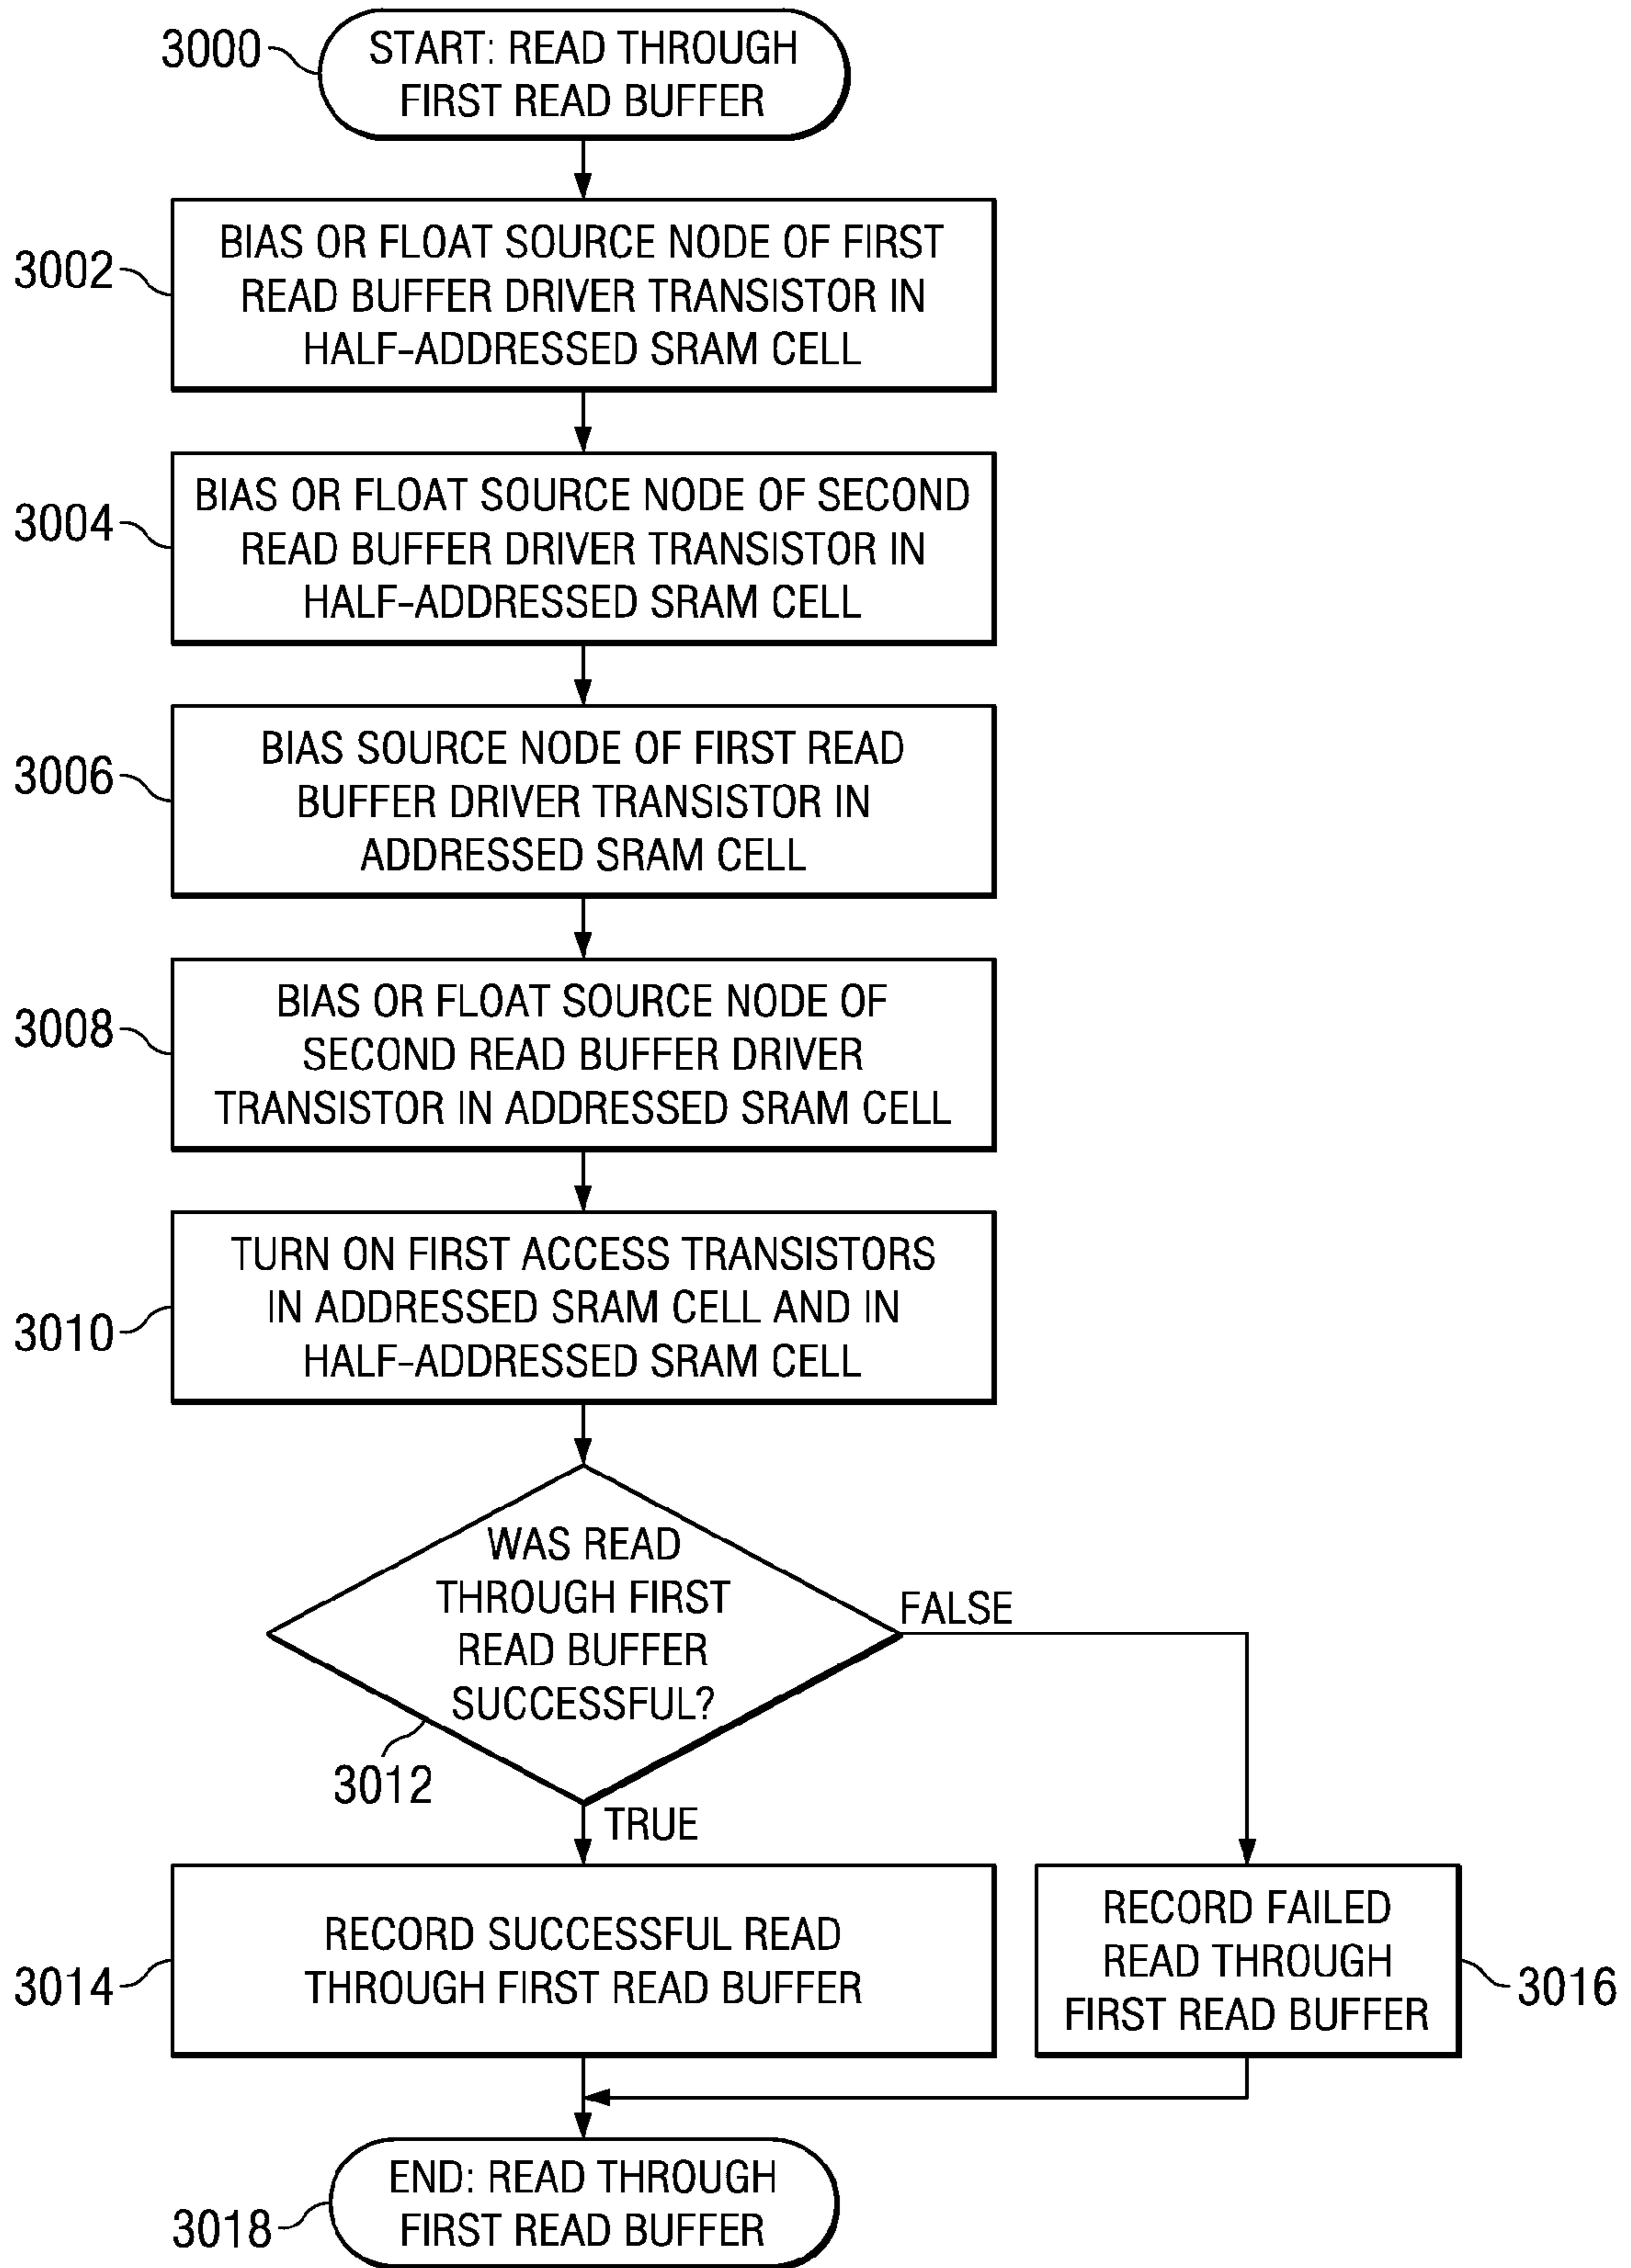 3000
START: READ THROUGH
FIRST READ BUFFER
3002
BIAS OR FLOAT SOURCE NODE OF FIRST
READ BUFFER DRIVER TRANSISTOR IN
HALF-ADDRESSED SRAM CELL
3004
BIAS OR FLOAT SOURCE NODE OF SECOND
READ BUFFER DRIVER TRANSISTOR IN
HALF-ADDRESSED SRAM CELL
3006
BIAS SOURCE NODE OF FIRST READ
BUFFER DRIVER TRANSISTOR IN
ADDRESSED SRAM CELL
3008
BIAS OR FLOAT SOURCE NODE OF
SECOND READ BUFFER DRIVER
TRANSISTOR IN ADDRESSED SRAM CELL
3010
TURN ON FIRST ACCESS TRANSISTORS
IN ADDRESSED SRAM CELL AND IN
HALF-ADDRESSED SRAM CELL
WAS READ
THROUGH FIRST
READ BUFFER
SUCCESSFUL?
FALSE
3012
TRUE
3014
RECORD SUCCESSFUL READ
THROUGH FIRST READ BUFFER
RECORD FAILED
READ THROUGH
FIRST READ BUFFER
3016
END: READ THROUGH
FIRST READ BUFFER
3018